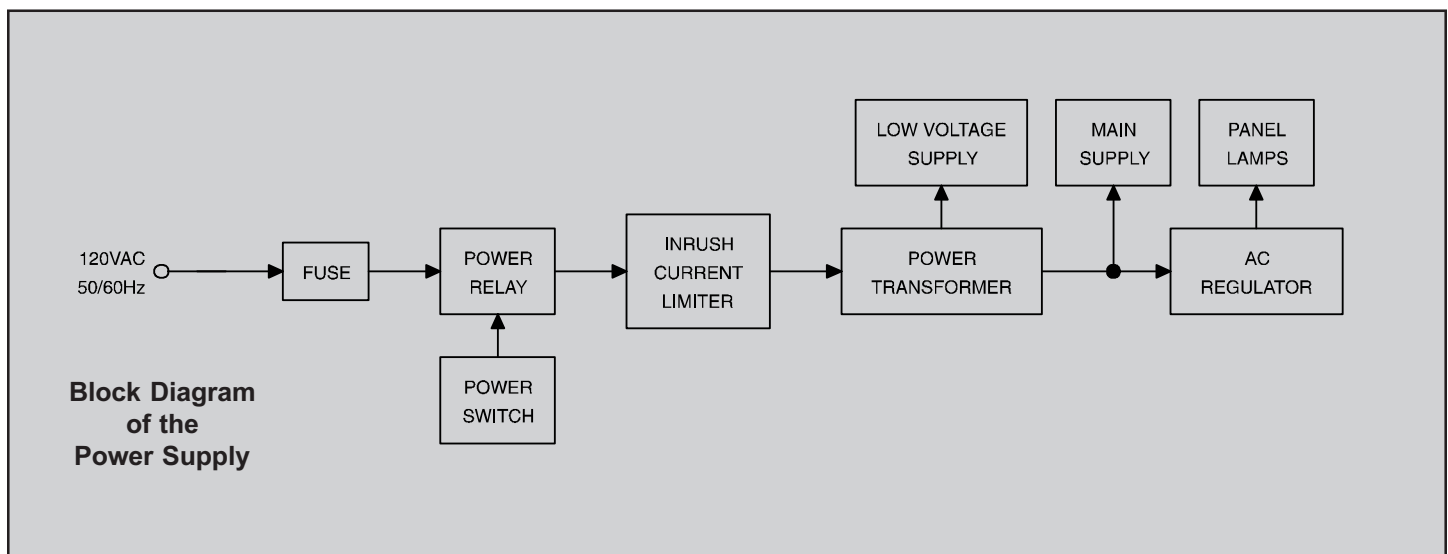 120VAC
50/60Hz
FUSE
POWER
RELAY
POWER
SWITCH
INRUSH
CURRENT
LIMITER
LOW VOLTAGE
SUPPLY
POWER
TRANSFORMER
MAIN
SUPPLY
PANEL
LAMPS
AC
REGULATOR
Block Diagram
of the
Power Supply